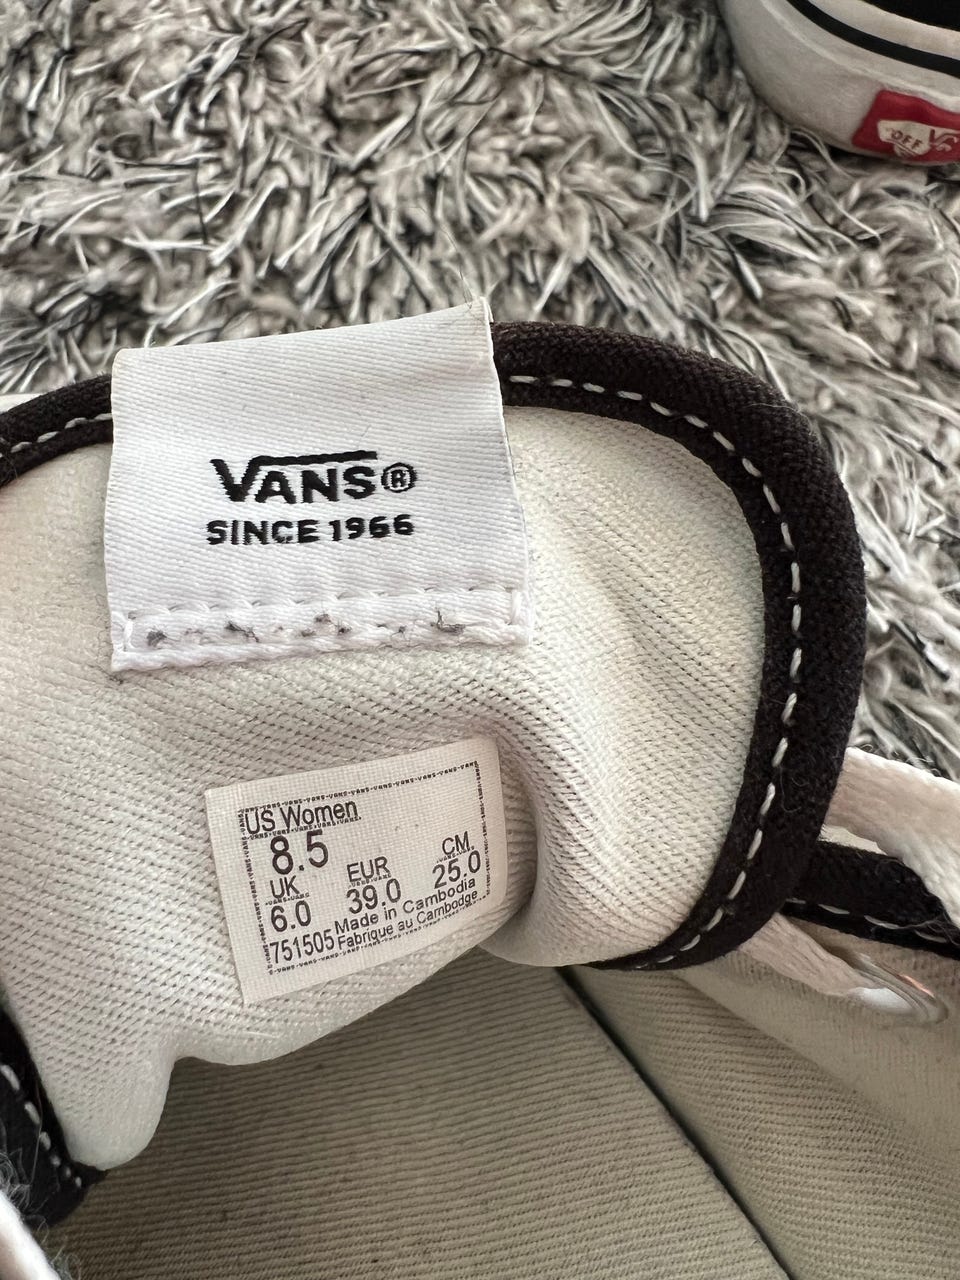 VANS®
SINCE 1966
US Women
8.5
UK EUR CM
6.0 39.0 25.0
Made in Cambodia
751505 Fabrique au Cambodge
OFF